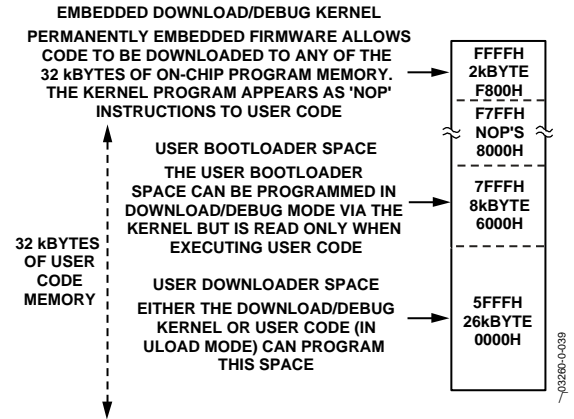 EMBEDDED DOWNLOAD/DEBUG KERNEL
PERMANENTLY EMBEDDED FIRMWARE ALLOWS
CODE TO BE DOWNLOADED TO ANY OF THE
32 kBYTES OF ON-CHIP PROGRAM MEMORY.
THE KERNEL PROGRAM APPEARS AS 'NOP'
INSTRUCTIONS TO USER CODE
FFFFH
2kBYTE
F800H
F7FFH
NOP'S
8000H
USER BOOTLOADER SPACE
THE USER BOOTLOADER
SPACE CAN BE PROGRAMMED IN
DOWNLOAD/DEBUG MODE VIA THE
KERNEL BUT IS READ ONLY WHEN
EXECUTING USER CODE
7FFFH
8kBYTE
6000H
32 kBYTES
OF USER
CODE
MEMORY
USER DOWNLOADER SPACE
EITHER THE DOWNLOAD/DEBUG
KERNEL OR USER CODE (IN
ULOAD MODE) CAN PROGRAM
THIS SPACE
5FFFH
26kBYTE
0000H
03260-0-039